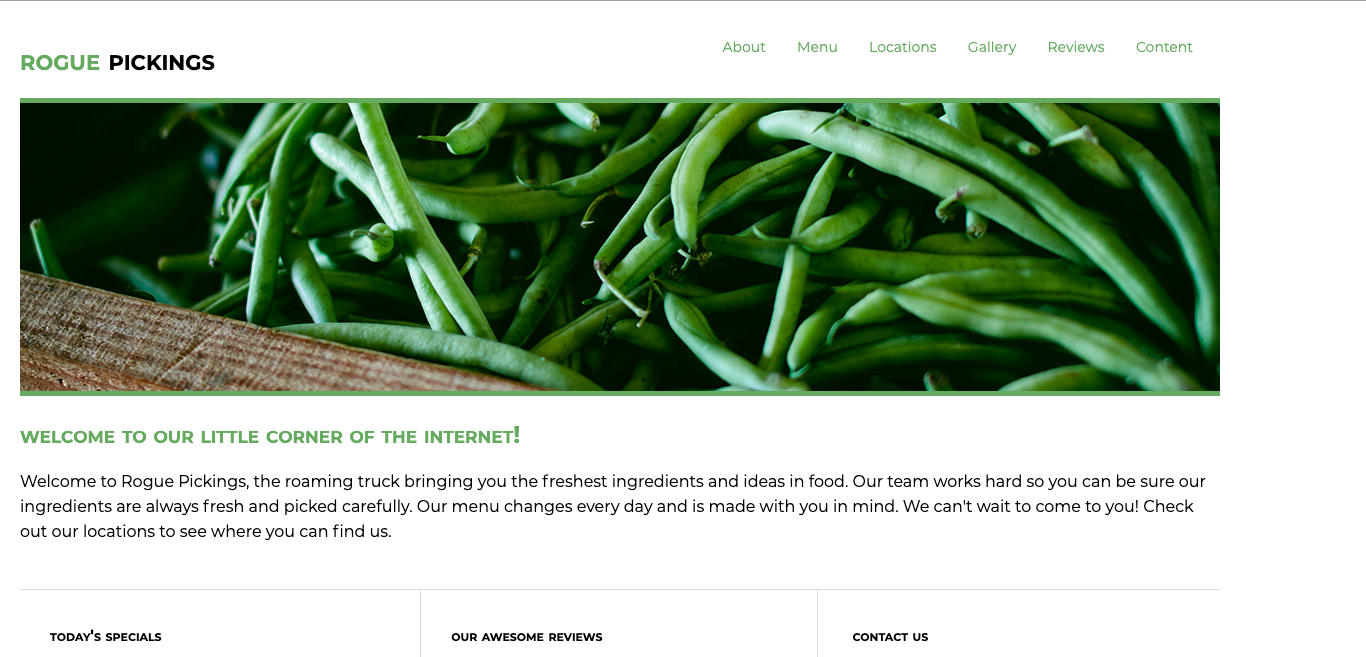 ROGUE PICKINGS
About Menu Locations Gallery Reviews Content
WELCOME TO OUR LITTLE CORNER OF THE INTERNET!
Welcome to Rogue Pickings, the roaming truck bringing you the freshest ingredients and ideas in food. Our team works hard so you can be sure our
ingredients are always fresh and picked carefully. Our menu changes every day and is made with you in mind. We can't wait to come to you! Check
out our locations to see where you can find us.
TODAY'S SPECIALS
OUR AWESOME REVIEWS
CONTACT US